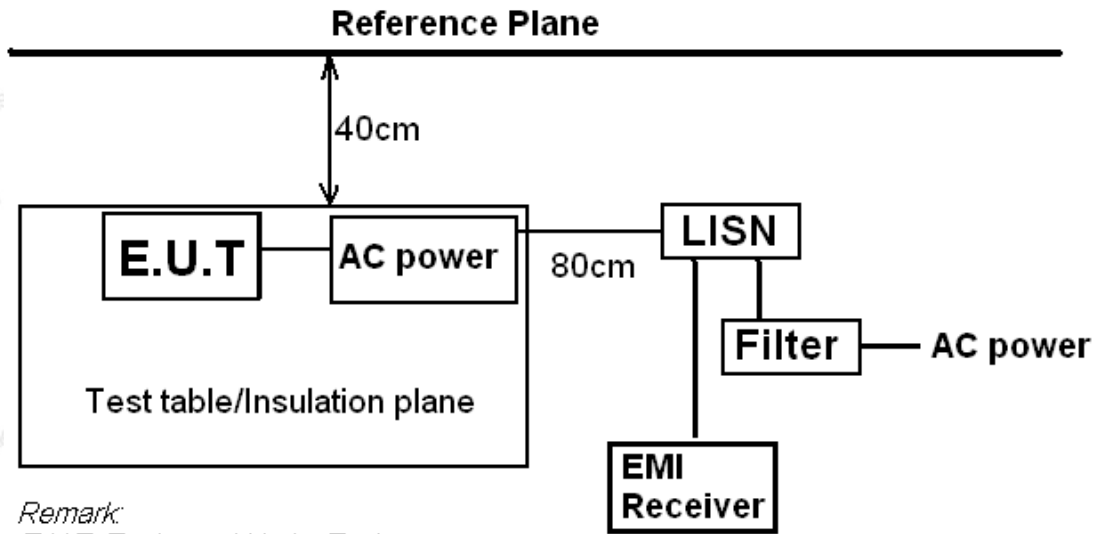 Reference Plane
40cm
E.U.T
AC power
80cm
LISN
Filter
AC power
Test table/Insulation plane
EMI
Receiver
Remark: